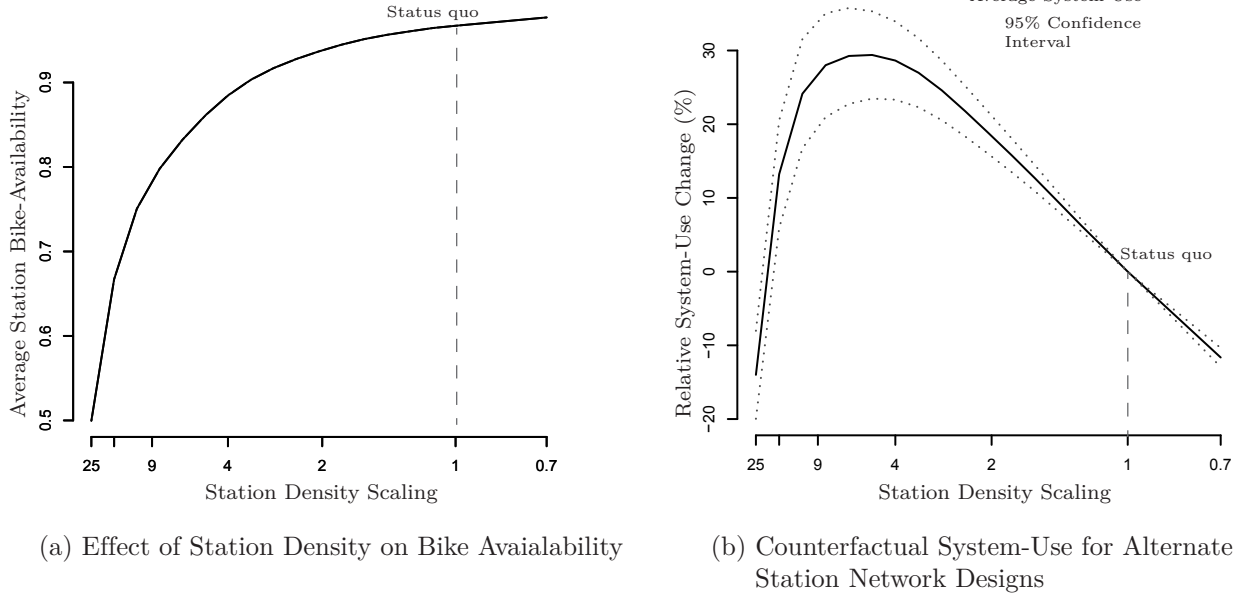 Status quo
Average Station Bike-Availability
0.9
0.8
0.7
0.6
0.5
25
9
4
2
1
0.7
Station Density Scaling
(a) Effect of Station Density on Bike Avaialability
95% Confidence
Interval
Relative System-Use Change (%)
30
20
10
0
−10
−20
Status quo
25
9
4
2
1
0.7
Station Density Scaling
(b) Counterfactual System-Use for Alternate
Station Network Designs